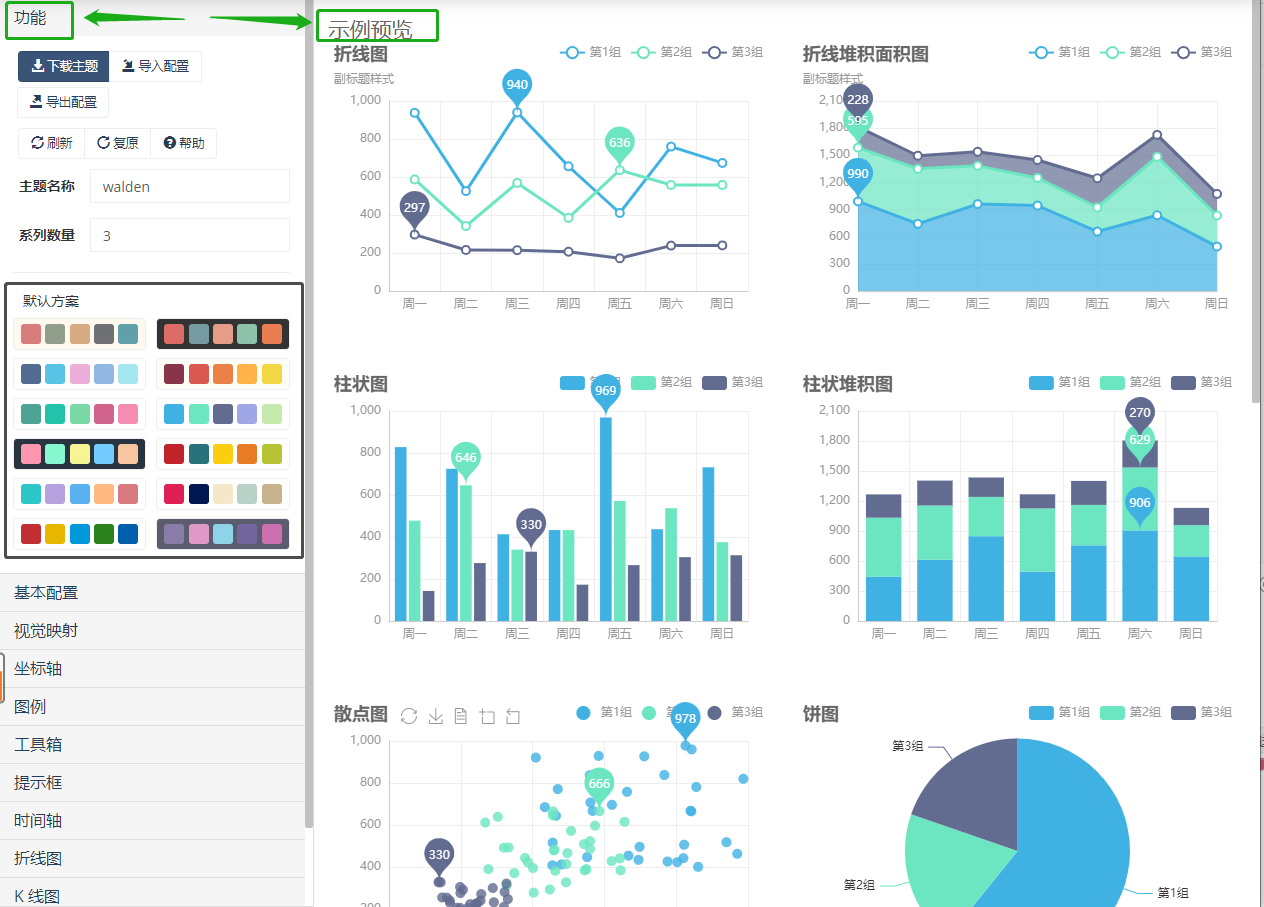 功能
下载主题 导入配置
导出配置
刷新 复原 帮助
主题名称 walden
系列数量 3
默认方案
基本配置
视觉映射
坐标轴
图例
工具箱
提示框
时间轴
折线图
K 线图
示例预览
折线图
副标题样式
第1组 第2组 第3组
1,000
800
600
400
200
0
940
636
297
周一 周二 周三 周四 周五 周六 周日
折线堆积面积图
副标题样式
第1组 第2组 第3组
2,100
1,800
1,500
1,200
900
600
300
0
228
595
990
周一 周二 周三 周四 周五 周六 周日
柱状图
第2组 第3组
1,000
800
600
400
200
0
969
646
330
周一 周二 周三 周四 周五 周六 周日
柱状堆积图
第1组 第2组 第3组
2,100
1,800
1,500
1,200
900
600
300
0
270
629
906
周一 周二 周三 周四 周五 周六 周日
散点图
第1组 第3组
1,000
800
600
400
200
978
666
330
饼图
第1组 第2组 第3组
第3组
第2组
第1组